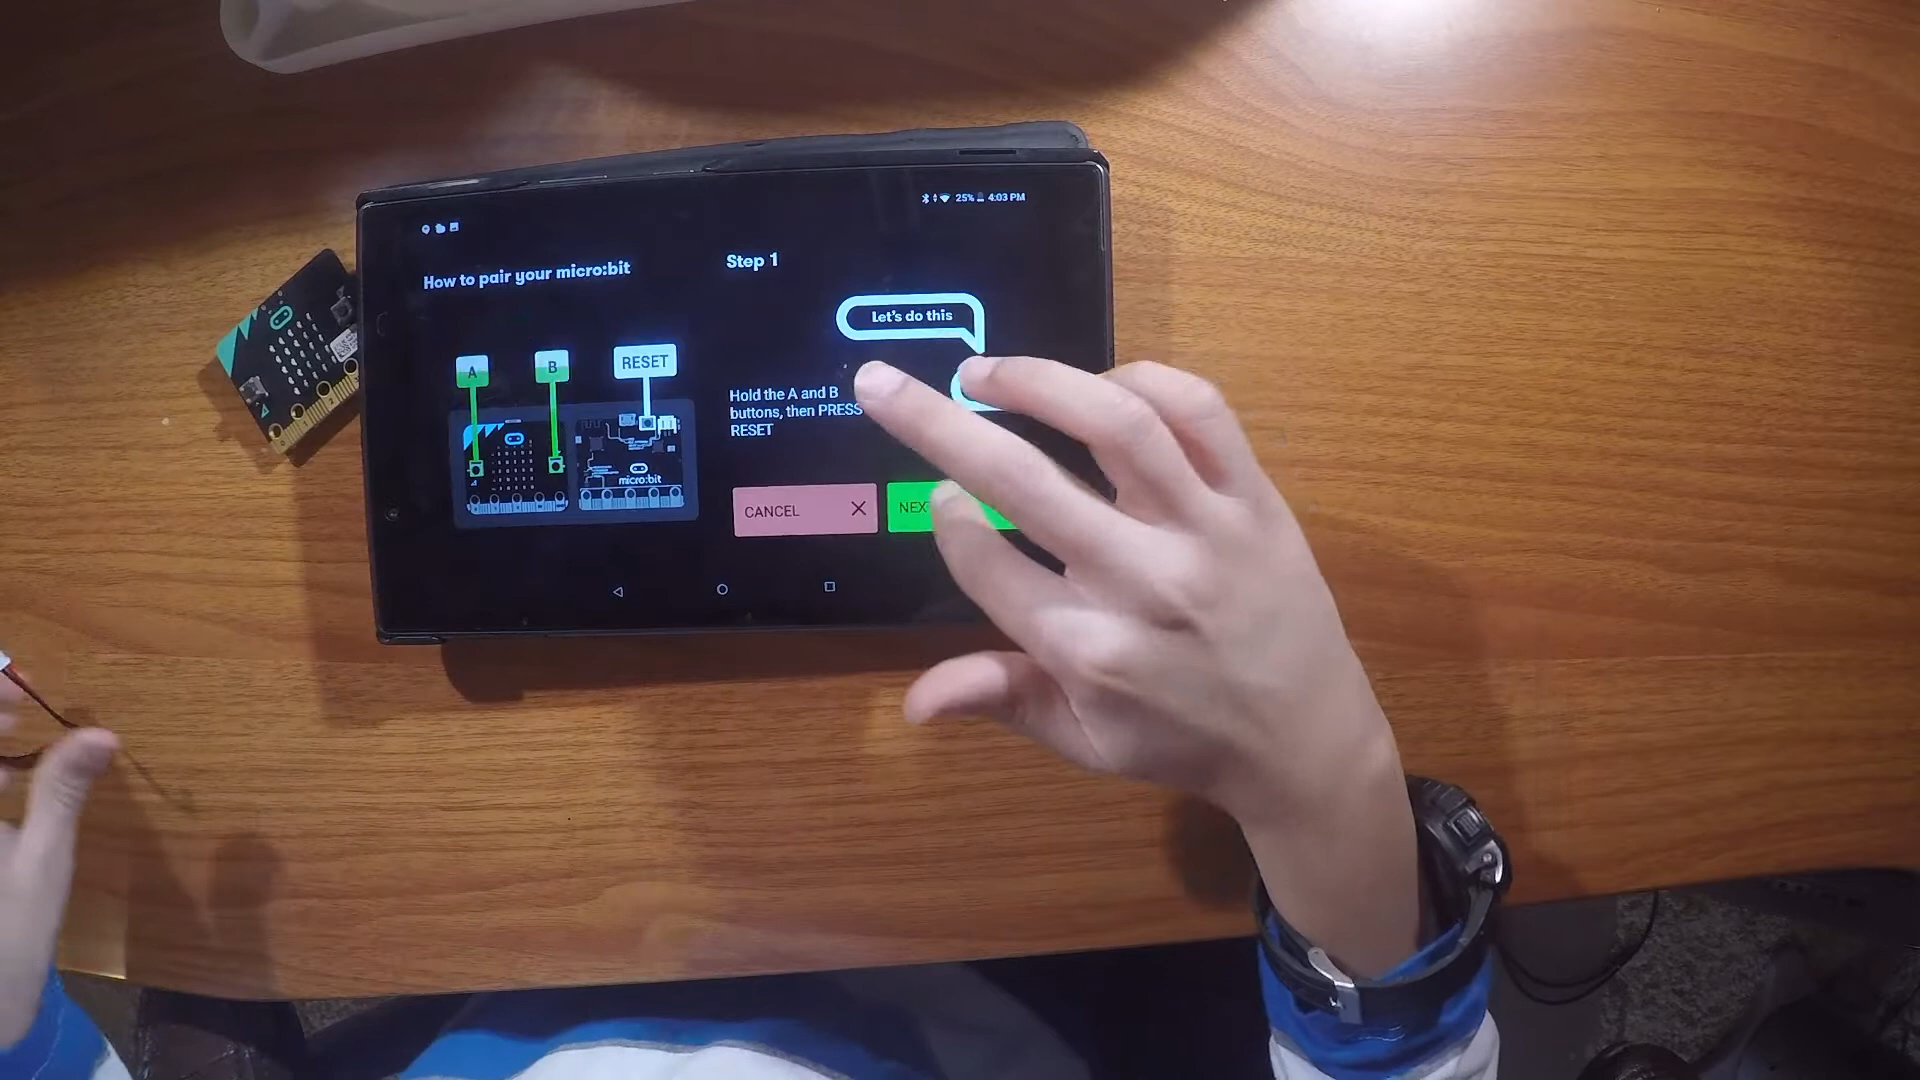 25% 4:03 PM
How to pair your micro:bit
Step 1
Let's do this
A B RESET
Hold the A and B
buttons, then PRESS
RESET
micro:bit
CANCEL